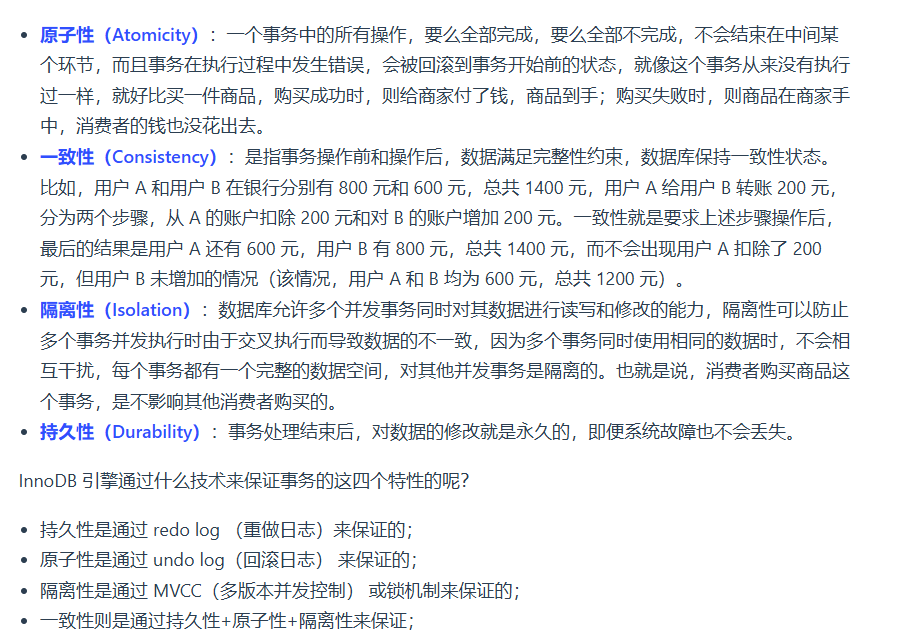 • 原子性（Atomicity）：一个事务中的所有操作，要么全部完成，要么全部不完成，不会结束在中间某
个环节，而且事务在执行过程中发生错误，会被回滚到事务开始前的状态，就像这个事务从来没有执行
过一样，就好比买一件商品，购买成功时，则给商家付了钱，商品到手；购买失败时，则商品在商家手
中，消费者的钱也没花出去。
• 一致性（Consistency）：是指事务操作前和操作后，数据满足完整性约束，数据库保持一致性状态。
比如，用户 A 和用户 B 在银行分别有 800 元和 600 元，总共 1400 元，用户 A 给用户 B 转账 200 元，
分为两个步骤，从 A 的账户扣除 200 元和对 B 的账户增加 200 元。一致性就是要求上述步骤操作后，
最后的结果是用户 A 还有 600 元，用户 B 有 800 元，总共 1400 元，而不会出现用户 A 扣除了 200
元，但用户 B 未增加的情况（该情况，用户 A 和 B 均为 600 元，总共 1200 元）。
• 隔离性（Isolation）：数据库允许多个并发事务同时对其数据进行读写和修改的能力，隔离性可以防止
多个事务并发执行时由于交叉执行而导致数据的不一致，因为多个事务同时使用相同的数据时，不会相
互干扰，每个事务都有一个完整的数据空间，对其他并发事务是隔离的。也就是说，消费者购买商品这
个事务，是不影响其他消费者购买的。
• 持久性（Durability）：事务处理结束后，对数据的修改就是永久的，即便系统故障也不会丢失。
InnoDB 引擎通过什么技术来保证事务的这四个特性的呢？
• 持久性是通过 redo log （重做日志）来保证的；
• 原子性是通过 undo log（回滚日志） 来保证的；
• 隔离性是通过 MVCC（多版本并发控制） 或锁机制来保证的；
• 一致性则是通过持久性+原子性+隔离性来保证；